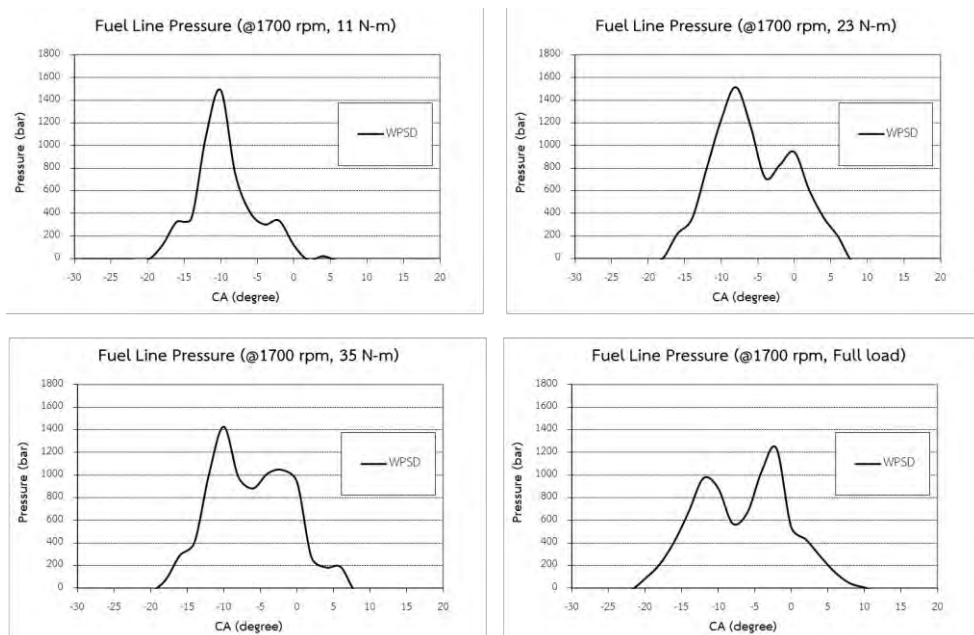 Fuel Line Pressure (@1700 rpm, 11 N-m)
Pressure (bar)
1800
1600
1400
1200
1000
800
600
400
200
0
-30 -25 -20 -15 -10 -5 0 5 10 15 20
CA (degree)
WPSD
Fuel Line Pressure (@1700 rpm, 23 N-m)
Pressure (bar)
1800
1600
1400
1200
1000
800
600
400
200
0
-30 -25 -20 -15 -10 -5 0 5 10 15 20
CA (degree)
WPSD
Fuel Line Pressure (@1700 rpm, 35 N-m)
Pressure (bar)
1800
1600
1400
1200
1000
800
600
400
200
0
-30 -25 -20 -15 -10 -5 0 5 10 15 20
CA (degree)
WPSD
Fuel Line Pressure (@1700 rpm, Full load)
Pressure (bar)
1800
1600
1400
1200
1000
800
600
400
200
0
-30 -25 -20 -15 -10 -5 0 5 10 15 20
CA (degree)
WPSD